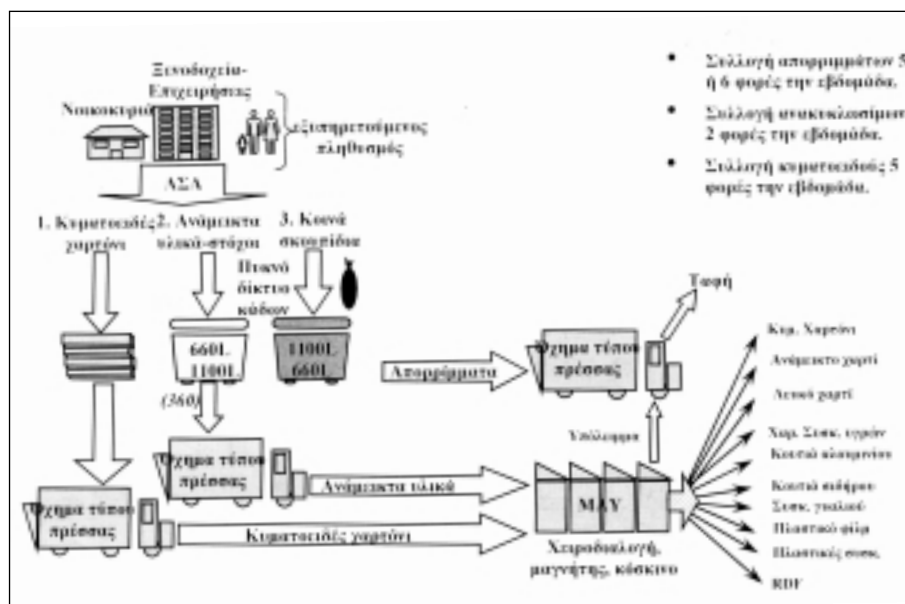 Ξενοδοχεία-
Επιχειρήσεις
Νοικοκυριά
εξυπηρετούμενος
πληθυσμός
ΑΣΑ
• Συλλογή απορριμμάτων 5
ή 6 φορές την εβδομάδα.
• Συλλογή ανακυκλωσίμων
2 φορές την εβδομάδα.
• Συλλογή κυματοειδούς 5
φορές την εβδομάδα.
1. Κυματοειδές
χαρτόνι
2. Ανάμεικτα
υλικά-στόχοι
3. Κοινά
σκουπίδια
Πυκνό
δίκτυο
κάδων
660L
1100L
1100L
660L
(360)
Απορρίμματα
Όχημα τύπου
πρέσσας
Ταφή
Υπόλειμμα
Όχημα τύπου
πρέσσας
Ανάμεικτα υλικά
Όχημα τύπου
πρέσσας
Κυματοειδές χαρτόνι
ΜΔΥ
Χειροδιαλογή,
μαγνήτης, κόσκινο
Κυμ. Χαρτόνι
Ανάμεικτο χαρτί
Λευκό χαρτί
Χαρ. Συσκ. υγρών
Κουτιά αλουμινίου
Κουτιά σιδήρου
Συσκ. γυαλιού
Πλαστικό φιλμ
Πλαστικές συσκ.
RDF